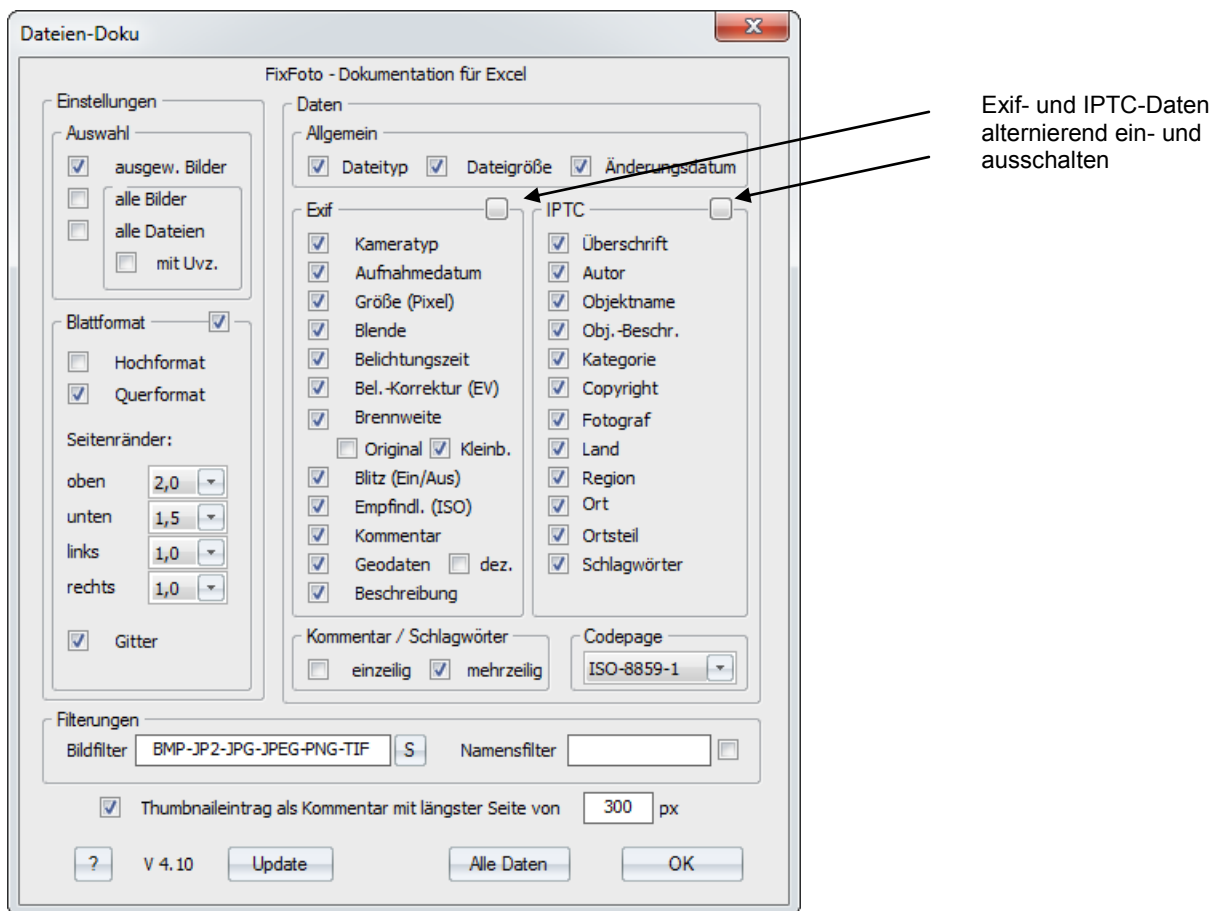 Dateien-Doku
FixFoto - Dokumentation für Excel
Einstellungen
Auswahl
ausgew. Bilder
alle Bilder
alle Dateien
mit Uvz.
Blattformat
Hochformat
Querformat
Seitenränder:
oben 2,0
unten 1,5
links 1,0
rechts 1,0
Gitter
Daten
Allgemein
Dateityp Dateigröße Änderungsdatum
Exif
Kameratyp
Aufnahmedatum
Größe (Pixel)
Blende
Belichtungszeit
Bel.-Korrektur (EV)
Brennweite
Original Kleinb.
Blitz (Ein/Aus)
Empfindl. (ISO)
Kommentar
Geodaten dez.
Beschreibung
IPTC
Überschrift
Autor
Objektname
Obj.-Beschr.
Kategorie
Copyright
Fotograf
Land
Region
Ort
Ortsteil
Schlagwörter
Kommentar / Schlagwörter
einzeilig mehrzeilig
Codepage
ISO-8859-1
Filterungen
Bildfilter BMP-JP2-JPG-JPEG-PNG-TIF S Namensfilter
Thumbnaileintrag als Kommentar mit längster Seite von 300 px
? V 4.10 Update Alle Daten OK
Exif- und IPTC-Daten
alternierend ein- und
ausschalten